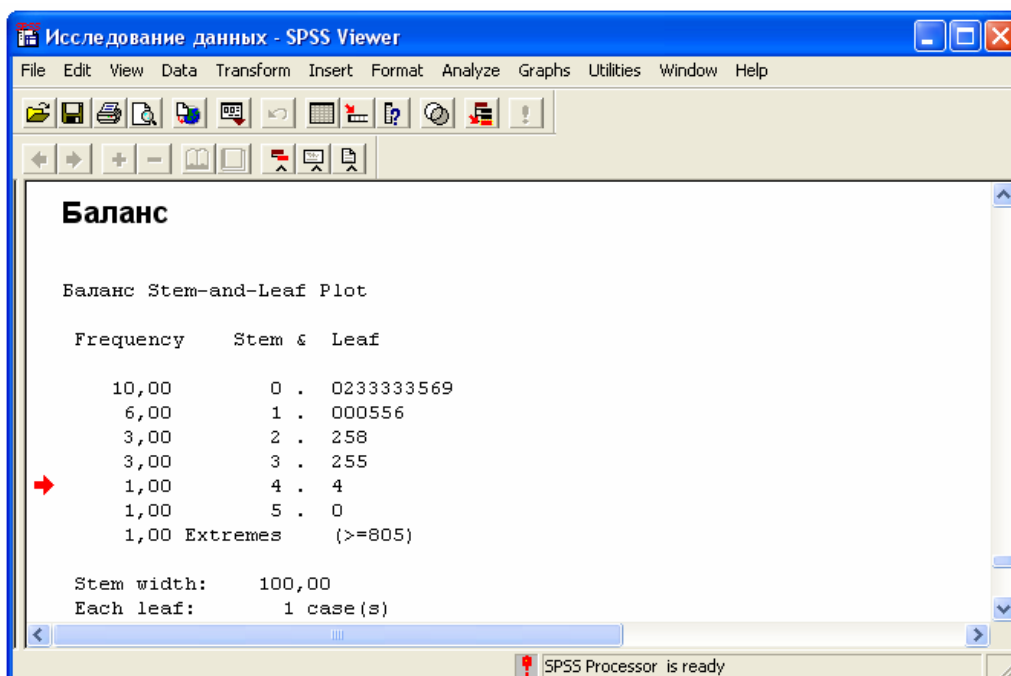 SPSS
Исследование данных - SPSS Viewer
File Edit View Data Transform Insert Format Analyze Graphs Utilities Window Help
Баланс
Баланс Stem-and-Leaf Plot
Frequency Stem & Leaf
10,00 0 . 0233333569
6,00 1 . 000556
3,00 2 . 258
3,00 3 . 255
1,00 4 . 4
1,00 5 . 0
1,00 Extremes (>=805)
Stem width: 100,00
Each leaf: 1 case(s)
SPSS Processor is ready